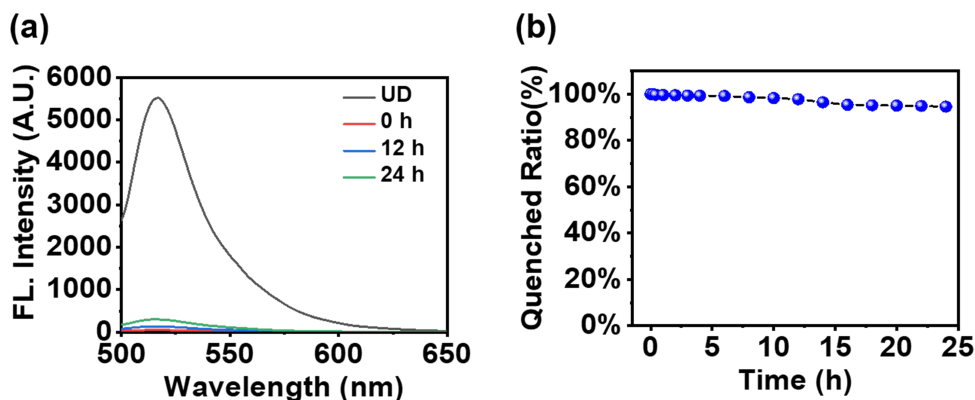 (a)
FL. Intensity (A.U.)
6000
5000
4000
3000
2000
1000
0
500
550
600
650
Wavelength (nm)
UD
0 h
12 h
24 h
(b)
Quenched Ratio(%)
100%
80%
60%
40%
20%
0%
0
5
10
15
20
25
Time (h)